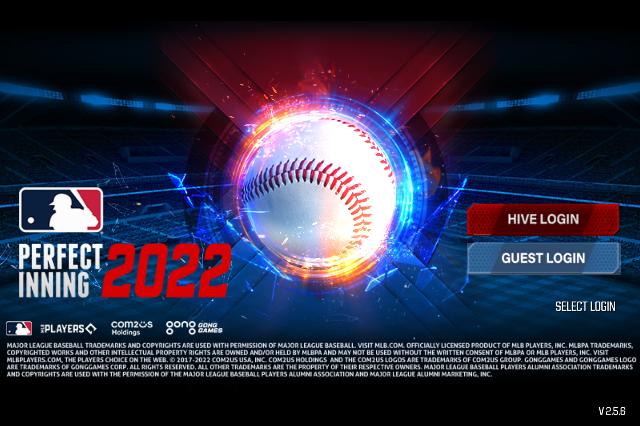 HIVE LOGIN
PERFECT
INNING 2022
GUEST LOGIN
SELECT LOGIN
PLAYERS
COM2US
Holdings
GONG
GAMES
MAJOR LEAGUE BASEBALL TRADEMARKS AND COPYRIGHTS ARE USED WITH PERMISSION OF MAJOR LEAGUE BASEBALL. VISIT MLB.COM. OFFICIALLY LICENSED PRODUCT OF MLB PLAYERS, INC. MLBPA TRADEMARKS,
COPYRIGHTED WORKS AND OTHER INTELLECTUAL PROPERTY RIGHTS ARE OWNED AND/OR HELD BY MLBPA AND MAY NOT BE USED WITHOUT THE WRITTEN CONSENT OF MLBPA OR MLB PLAYERS, INC. VISIT
MLBPLAYERS.COM, THE PLAYERS CHOICE ON THE WEB. © 2017-2022 COM2US USA, INC. COM2US HOLDINGS AND THE COM2US LOGOS ARE TRADEMARKS OF COM2US GROUP. GONGGAMES AND GONGGAMES LOGO
ARE TRADEMARKS OF GONGGAMES CORP. ALL RIGHTS RESERVED. ALL OTHER TRADEMARKS ARE THE PROPERTY OF THEIR RESPECTIVE OWNERS. MAJOR LEAGUE BASEBALL PLAYERS ALUMNI ASSOCIATION TRADEMARKS
AND COPYRIGHTS ARE USED WITH THE PERMISSION OF THE MAJOR LEAGUE BASEBALL PLAYERS ALUMNI ASSOCIATION AND MAJOR LEAGUE ALUMNI MARKETING, INC.
V 2.5.6